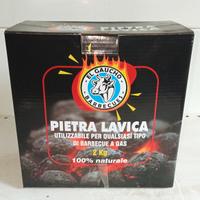 EL GAUCHO
BARBECUES
PIETRA LAVICA
UTILIZZABILE PER QUALSIASI TIPO
DI BARBECUE A GAS
2 Kg
100% naturale